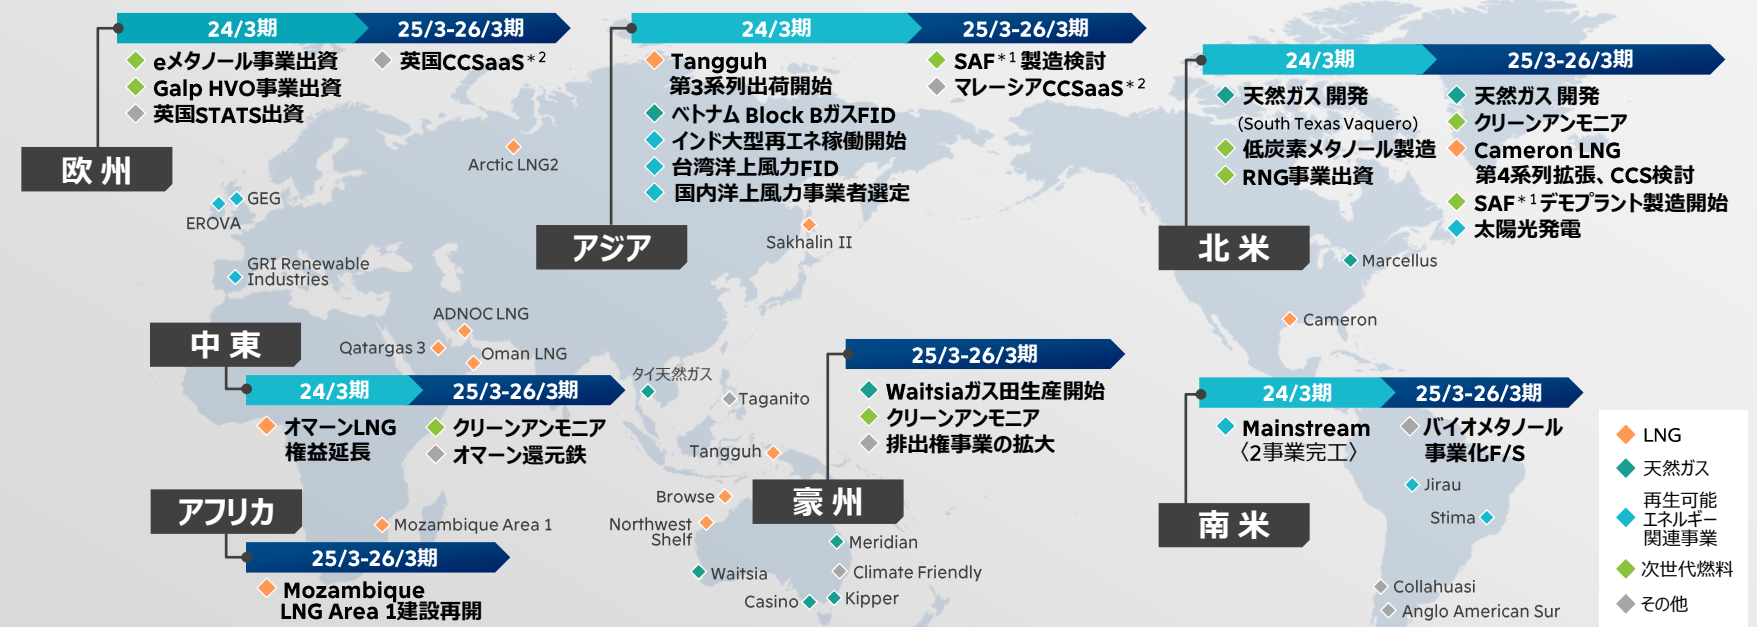 欧州
24/3期
25/3-26/3期
eメタノール事業出資
Galp HVO事業出資
英国STATS出資
英国CCSaaS*2
Arctic LNG2
GEG
EROVA
GRI Renewable
Industries
アジア
24/3期
25/3-26/3期
Tangguh
第3系列出荷開始
ベトナム Block BガスFID
インド大型再エネ稼働開始
台湾洋上風力FID
国内洋上風力事業者選定
SAF*1製造検討
マレーシアCCSaaS*2
Sakhalin II
北米
24/3期
25/3-26/3期
天然ガス 開発
(South Texas Vaquero)
低炭素メタノール製造
RNG事業出資
天然ガス 開発
クリーンアンモニア
Cameron LNG
第4系列拡張、CCS検討
SAF*1デモプラント製造開始
太陽光発電
Marcellus
Cameron
中東
ADNOC LNG
Qatargas 3
Oman LNG
24/3期
25/3-26/3期
オマーンLNG
権益延長
クリーンアンモニア
オマーン還元鉄
アフリカ
Mozambique Area 1
25/3-26/3期
Mozambique
LNG Area 1建設再開
タイ天然ガス
Taganito
Tangguh
Browse
Northwest
Shelf
Waitsia
Casino
豪州
25/3-26/3期
Waitsiaガス田生産開始
クリーンアンモニア
排出権事業の拡大
Meridian
Climate Friendly
Kipper
南米
24/3期
25/3-26/3期
Mainstream
〈2事業完工〉
バイオメタノール
事業化F/S
Jirau
Stima
Collahuasi
Anglo American Sur
LNG
天然ガス
再生可能
エネルギー
関連事業
次世代燃料
その他